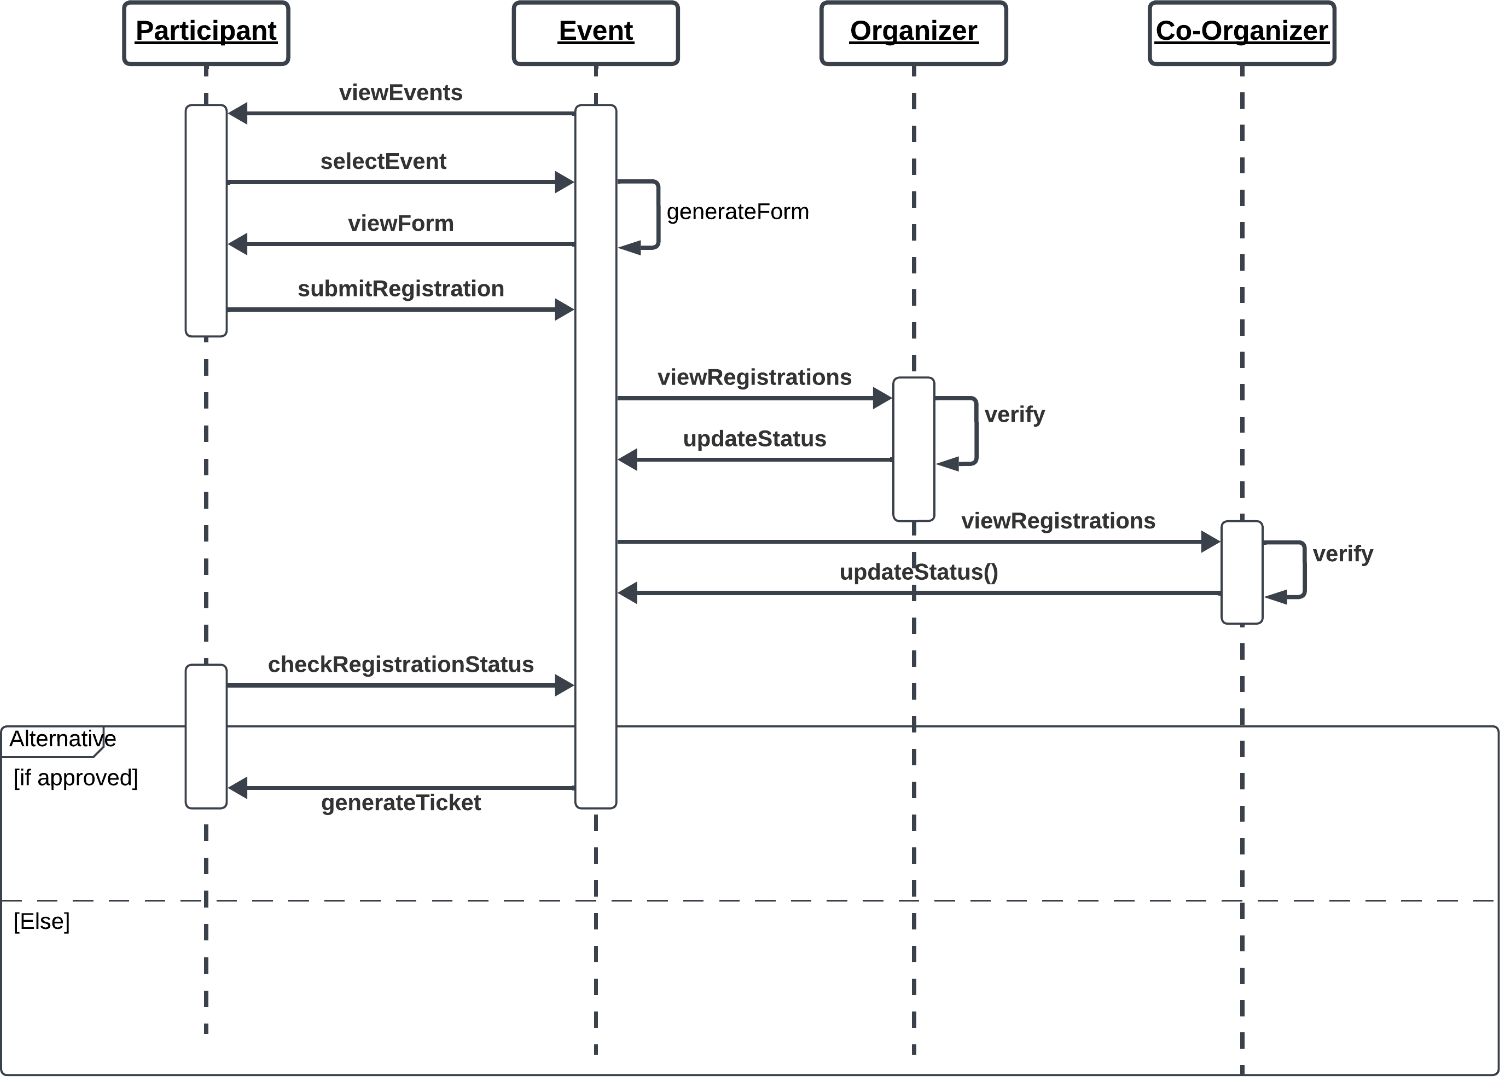 Participant
Event
Organizer
Co-Organizer
viewEvents
selectEvent
generateForm
viewForm
submitRegistration
viewRegistrations
verify
updateStatus
viewRegistrations
verify
updateStatus()
checkRegistrationStatus
Alternative
[if approved]
generateTicket
[Else]